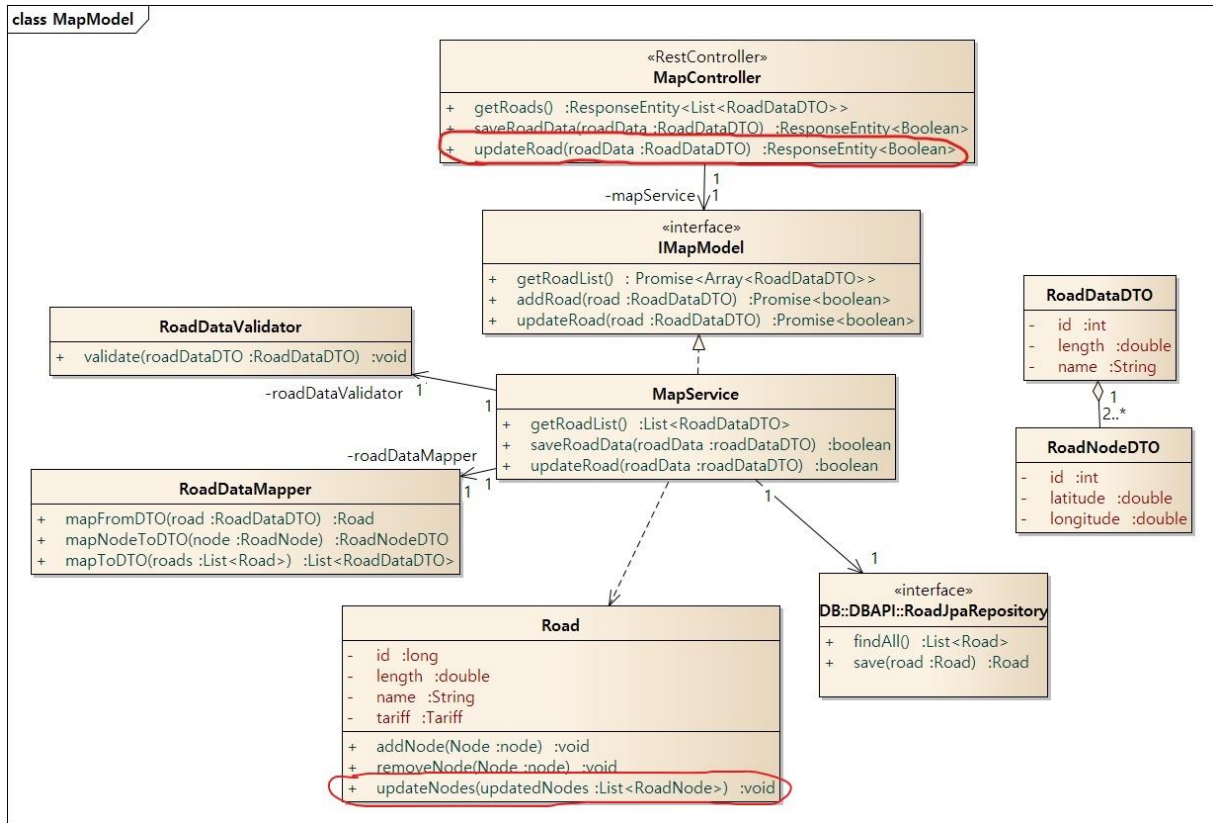 class MapModel
«RestController»
MapController
+ getRoads() :ResponseEntity<List<RoadDataDTO>>
+ saveRoadData(roadData :RoadDataDTO) :ResponseEntity<Boolean>
+ updateRoad(roadData :RoadDataDTO) :ResponseEntity<Boolean>
1
-mapService 1
«interface»
IMapModel
+ getRoadList() : Promise<Array<RoadDataDTO>>
+ addRoad(road :RoadDataDTO) :Promise<boolean>
+ updateRoad(road :RoadDataDTO) :Promise<boolean>
RoadDataDTO
- id :int
- length :double
- name :String
1
2..*
RoadNodeDTO
- id :int
- latitude :double
- longitude :double
RoadDataValidator
+ validate(roadDataDTO :RoadDataDTO) :void
-roadDataValidator 1
1
MapService
+ getRoadList() :List<RoadDataDTO>
+ saveRoadData(roadData :roadDataDTO) :boolean
+ updateRoad(roadData :roadDataDTO) :boolean
-roadDataMapper
1 1
1
RoadDataMapper
+ mapFromDTO(road :RoadDataDTO) :Road
+ mapNodeToDTO(node :RoadNode) :RoadNodeDTO
+ mapToDTO(roads :List<Road>) :List<RoadDataDTO>
1
«interface»
DB::DBAPI::RoadJpaRepository
+ findAll() :List<Road>
+ save(road :Road) :Road
Road
- id :long
- length :double
- name :String
- tariff :Tariff
+ addNode(Node :node) :void
+ removeNode(Node :node) :void
+ updateNodes(updatedNodes :List<RoadNode>) :void